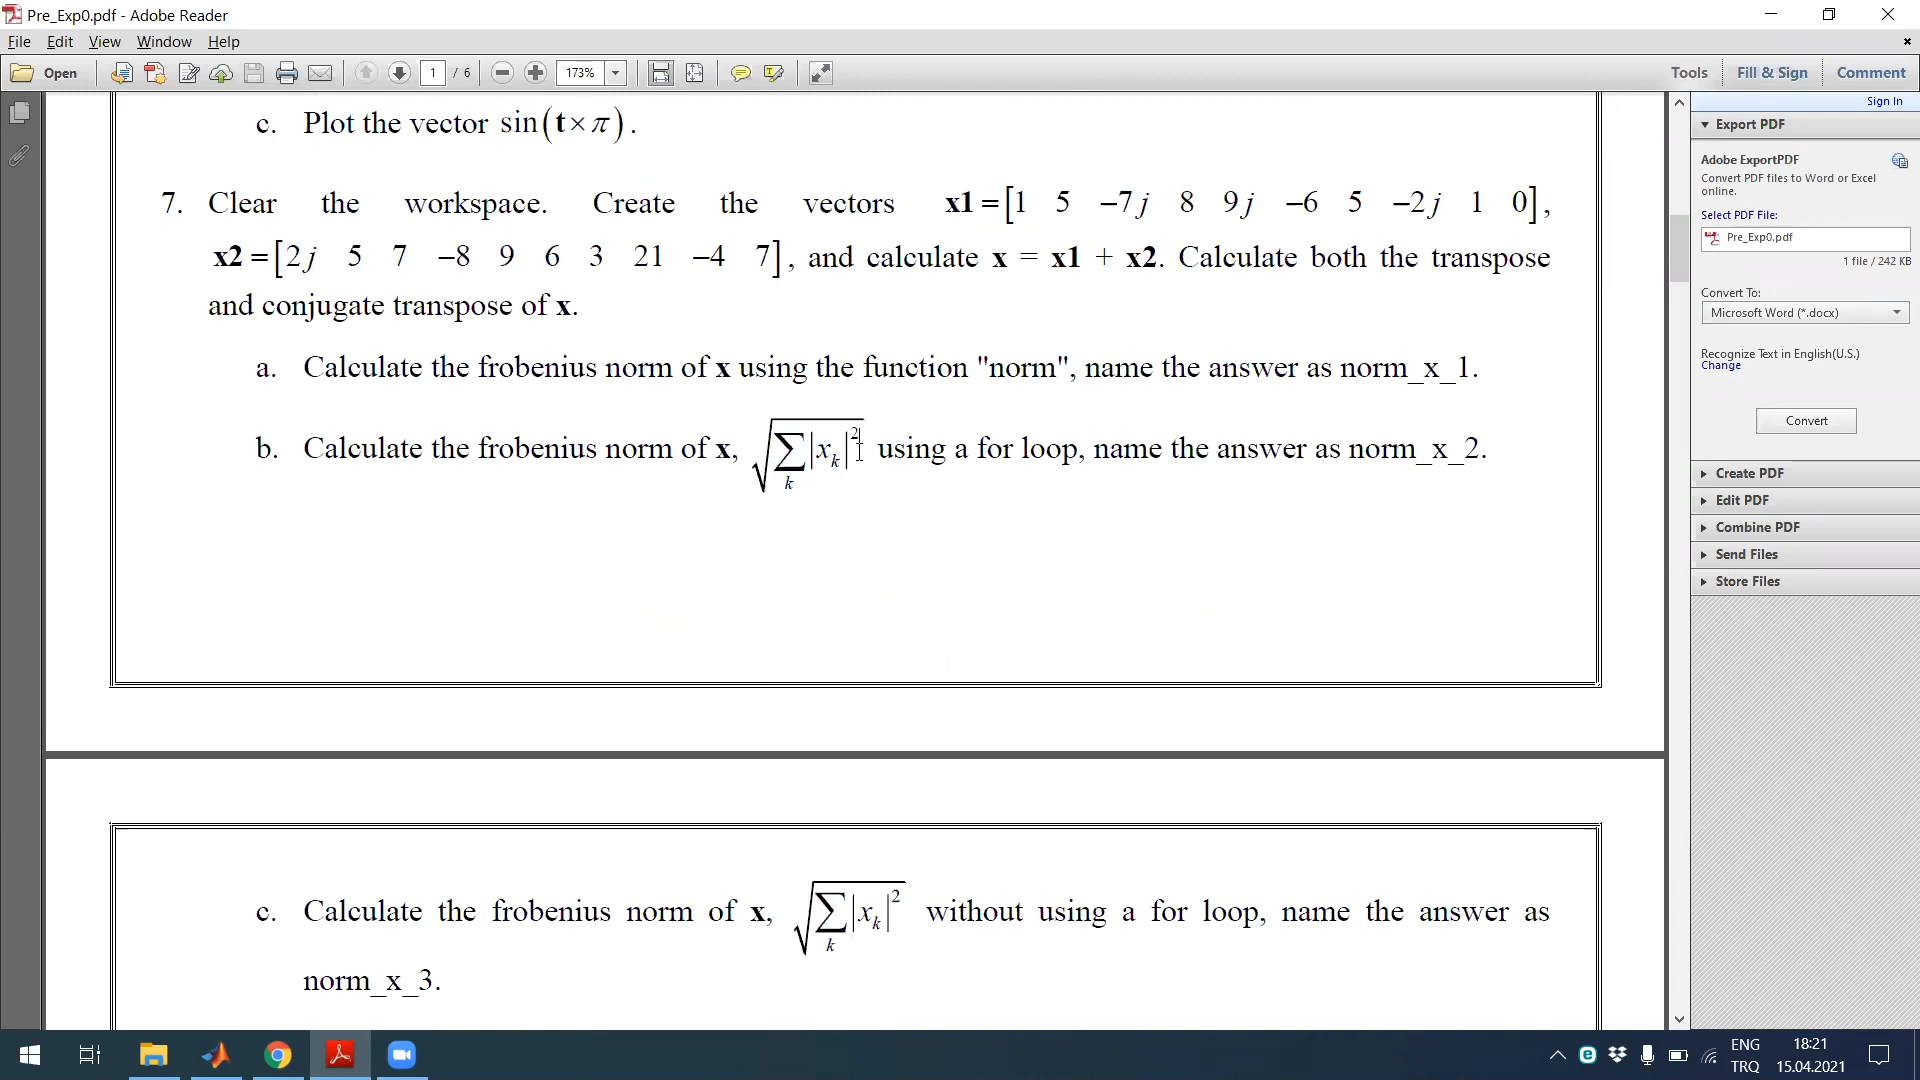 Pre_Exp0.pdf - Adobe Reader
File Edit View Window Help
Open 1 / 6 173% Tools Fill & Sign Comment
Sign In
Export PDF
Adobe ExportPDF
Convert PDF files to Word or Excel
online.
Select PDF File:
Pre_Exp0.pdf
1 file / 242 KB
Convert To:
Microsoft Word (*.docx)
Recognize Text in English(U.S.)
Change
Convert
Create PDF
Edit PDF
Combine PDF
Send Files
Store Files
c. Plot the vector sin(t×π).
7. Clear the workspace. Create the vectors x1=[1 5 −7j 8 9j −6 5 −2j 1 0],
x2=[2j 5 7 −8 9 6 3 21 −4 7], and calculate x = x1 + x2. Calculate both the transpose
and conjugate transpose of x.
a. Calculate the frobenius norm of x using the function "norm", name the answer as norm_x_1.
b. Calculate the frobenius norm of x, √∑k|xk|² using a for loop, name the answer as norm_x_2.
c. Calculate the frobenius norm of x, √∑k|xk|² without using a for loop, name the answer as
norm_x_3.
ENG 18:21
TRQ 15.04.2021